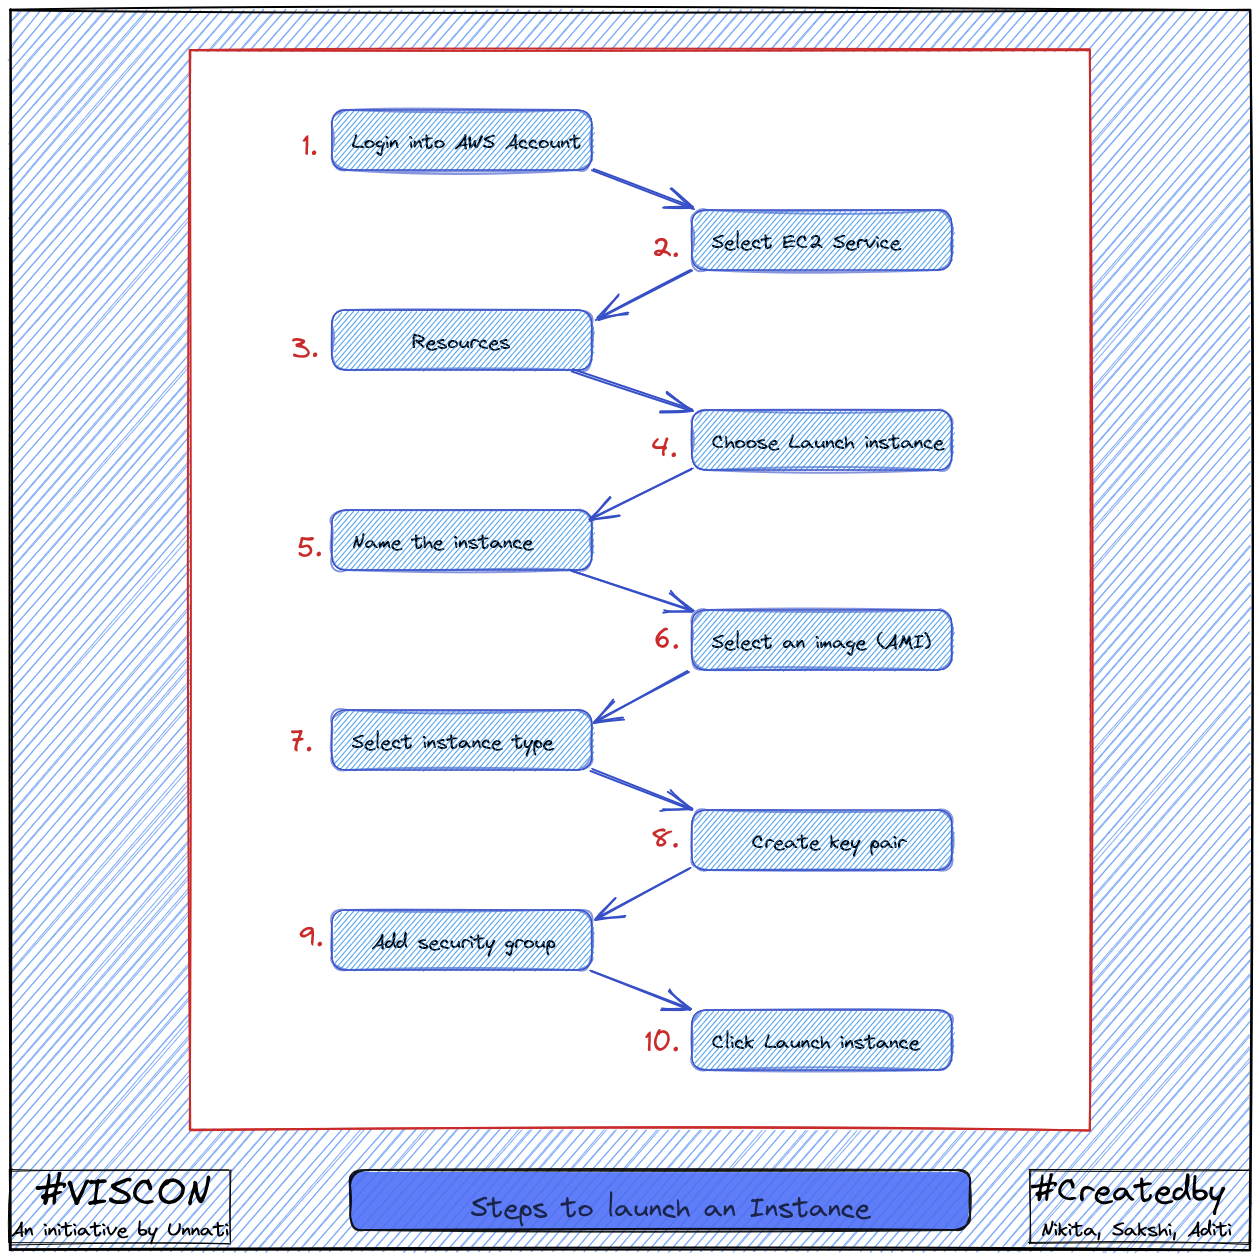 1. Login into AWS Account
2. Select EC2 Service
3. Resources
4. Choose Launch instance
5. Name the instance
6. Select an image (AMI)
7. Select instance type
8. Create key pair
9. Add security group
10. Click Launch instance
#VISCON
An initiative by Unnati
Steps to launch an Instance
#Createdby
Nikita, Sakshi, Aditi